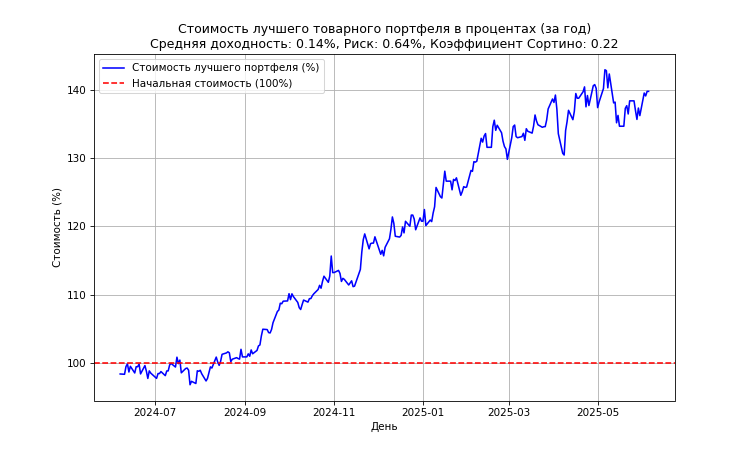 Стоимость лучшего товарного портфеля в процентах (за год)
Средняя доходность: 0.14%, Риск: 0.64%, Коэффициент Сортино: 0.22
Стоимость лучшего портфеля (%)
Начальная стоимость (100%)
Стоимость (%)
140
130
120
110
100
2024-07 2024-09 2024-11 2025-01 2025-03 2025-05
День